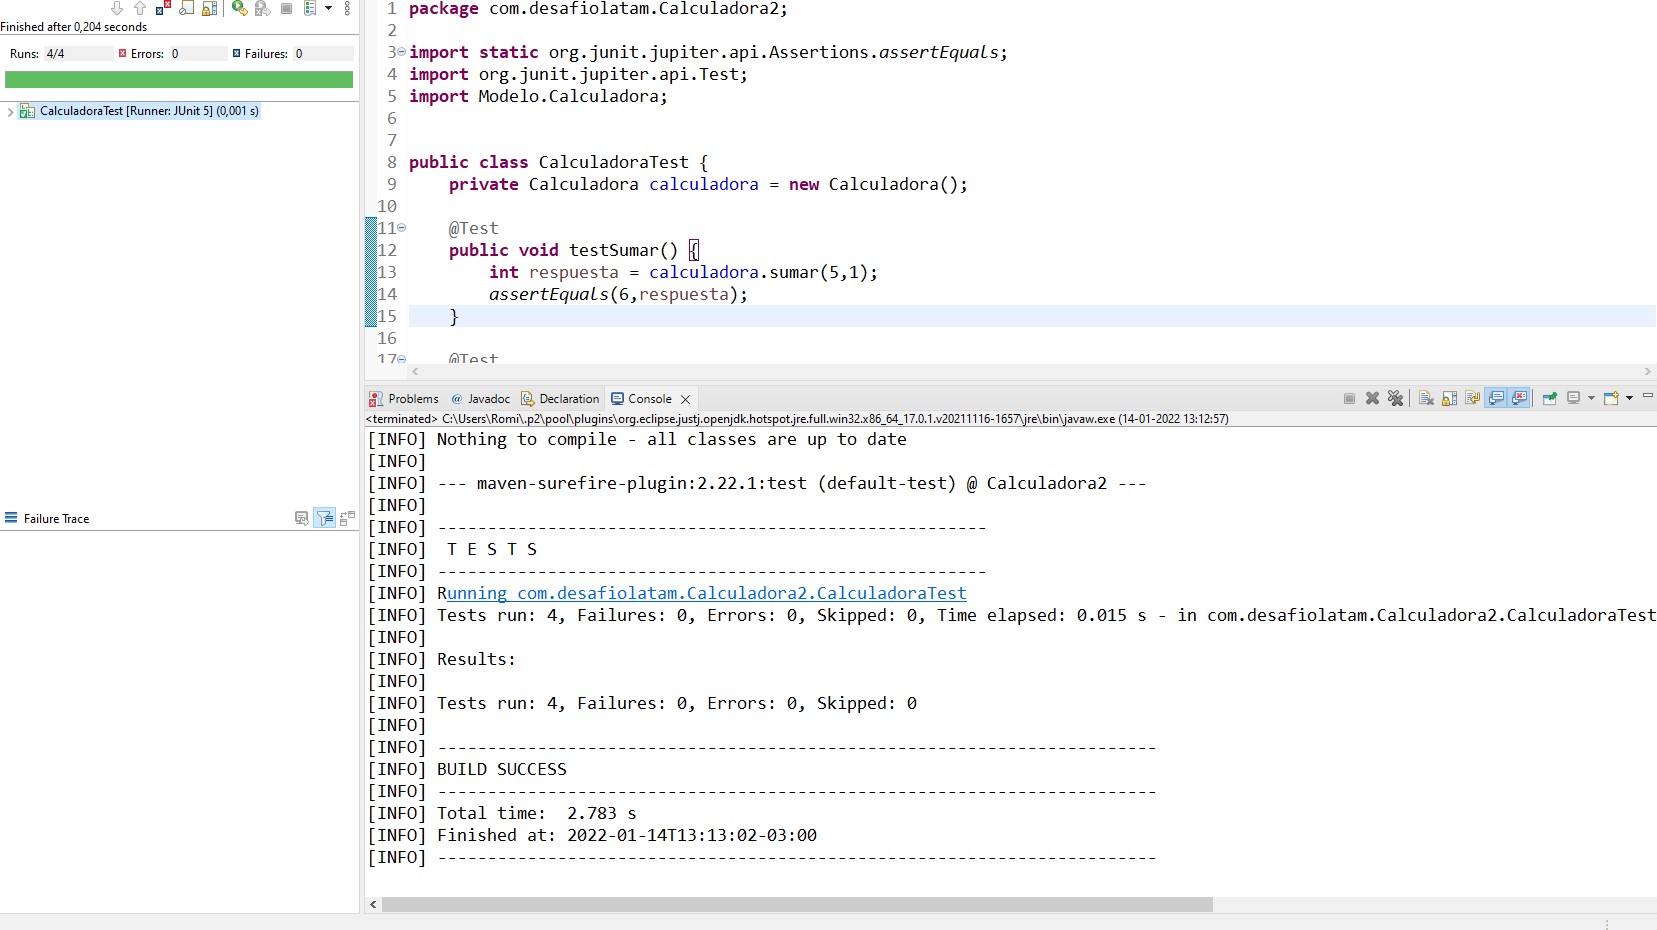 Finished after 0,204 seconds
Runs: 4/4 Errors: 0 Failures: 0
CalculadoraTest [Runner: JUnit 5] (0,001 s)
Failure Trace
1 package com.desafiolatam.Calculadora2;
2
3 import static org.junit.jupiter.api.Assertions.assertEquals;
4 import org.junit.jupiter.api.Test;
5 import Modelo.Calculadora;
6
7
8 public class CalculadoraTest {
9 private Calculadora calculadora = new Calculadora();
10
11 @Test
12 public void testSumar() {
13 int respuesta = calculadora.sumar(5,1);
14 assertEquals(6,respuesta);
15 }
16
17 @Test
Problems @ Javadoc Declaration Console
<terminated> C:\Users\Romi\.p2\pool\plugins\org.eclipse.justj.openjdk.hotspot.jre.full.win32.x86_64_17.0.1.v20211116-1657\jre\bin\javaw.exe (14-01-2022 13:12:57)
[INFO] Nothing to compile - all classes are up to date
[INFO]
[INFO] --- maven-surefire-plugin:2.22.1:test (default-test) @ Calculadora2 ---
[INFO]
[INFO] -------------------------------------------------------
[INFO] T E S T S
[INFO] -------------------------------------------------------
[INFO] Running com.desafiolatam.Calculadora2.CalculadoraTest
[INFO] Tests run: 4, Failures: 0, Errors: 0, Skipped: 0, Time elapsed: 0.015 s - in com.desafiolatam.Calculadora2.CalculadoraTest
[INFO]
[INFO] Results:
[INFO]
[INFO] Tests run: 4, Failures: 0, Errors: 0, Skipped: 0
[INFO]
[INFO] ------------------------------------------------------------------------
[INFO] BUILD SUCCESS
[INFO] ------------------------------------------------------------------------
[INFO] Total time:  2.783 s
[INFO] Finished at: 2022-01-14T13:13:02-03:00
[INFO] ------------------------------------------------------------------------